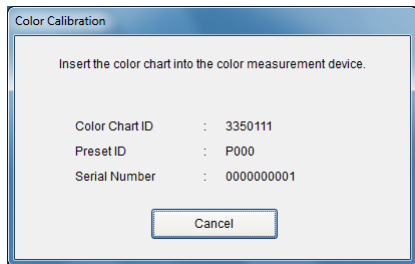 Color Calibration
Insert the color chart into the color measurement device.
Color Chart ID : 3350111
Preset ID : P000
Serial Number : 0000000001
Cancel